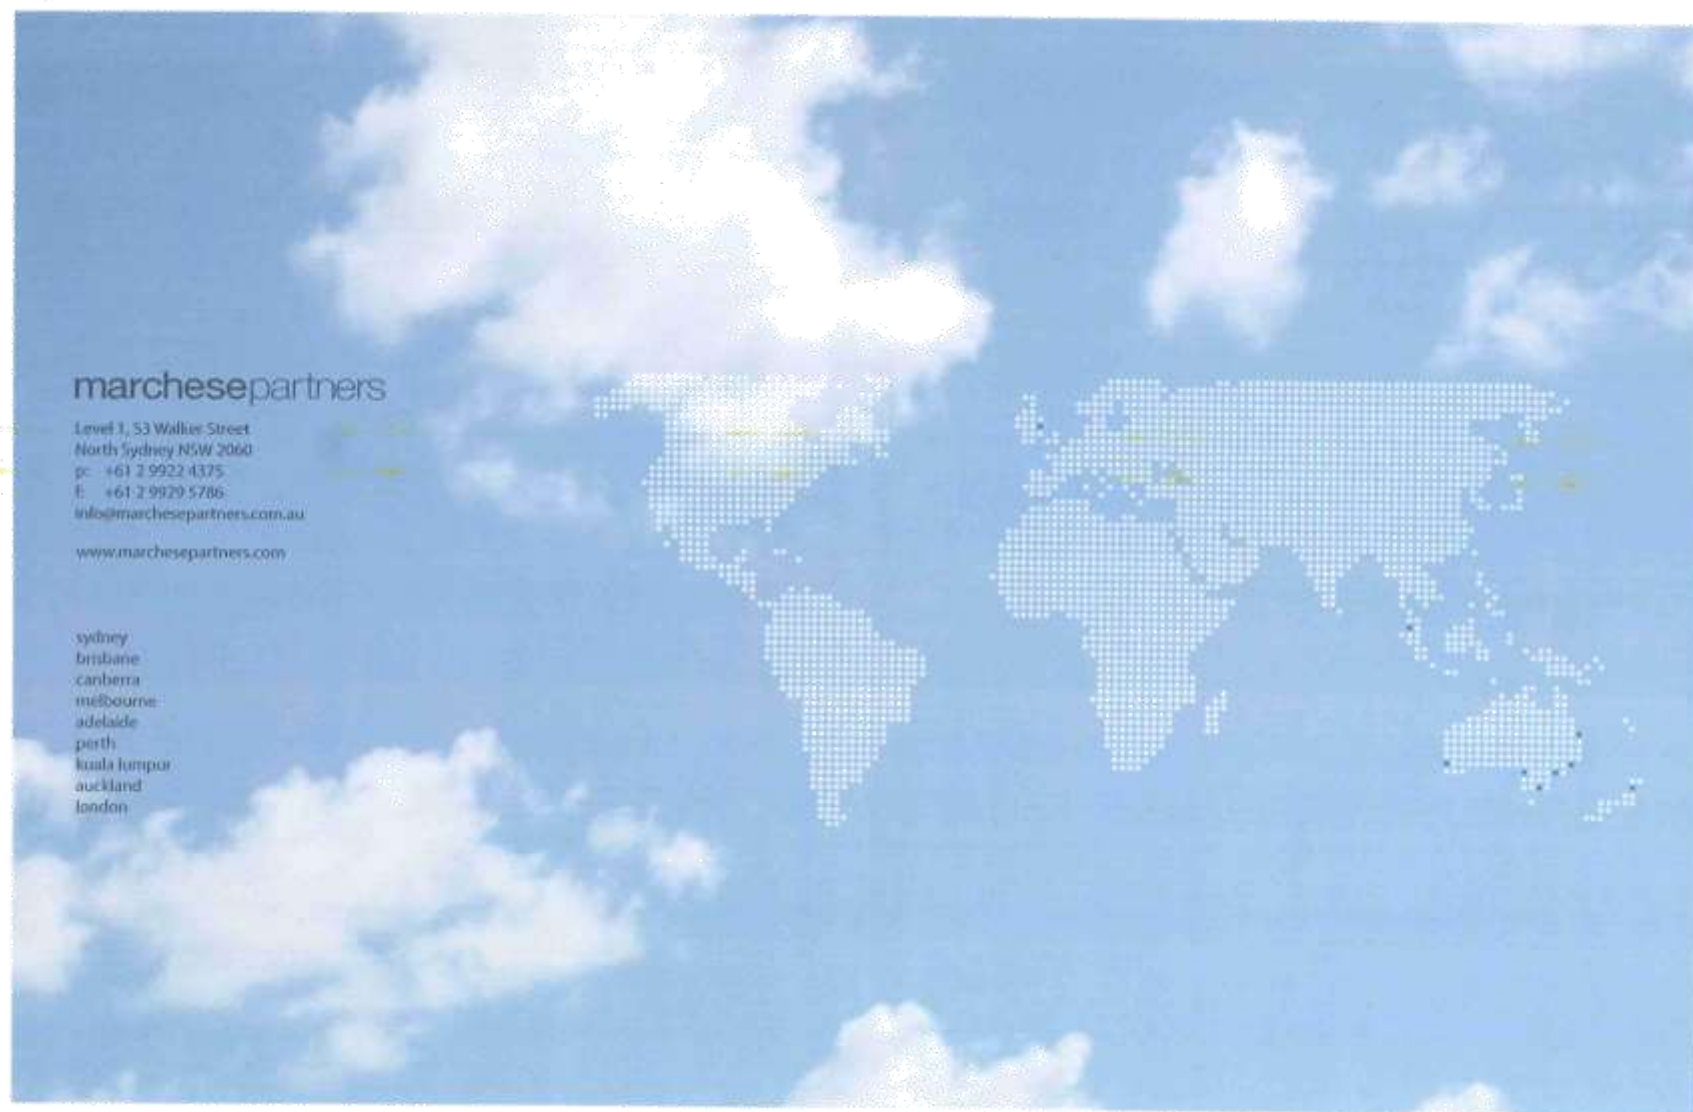 marchesepartners
Level 1, 53 Walker Street
North Sydney NSW 2060
p: +61 2 9922 4375
f: +61 2 9929 5786
info@marchesepartners.com.au
www.marchesepartners.com
sydney
brisbane
canberra
melbourne
adelaide
perth
kuala lumpur
auckland
london